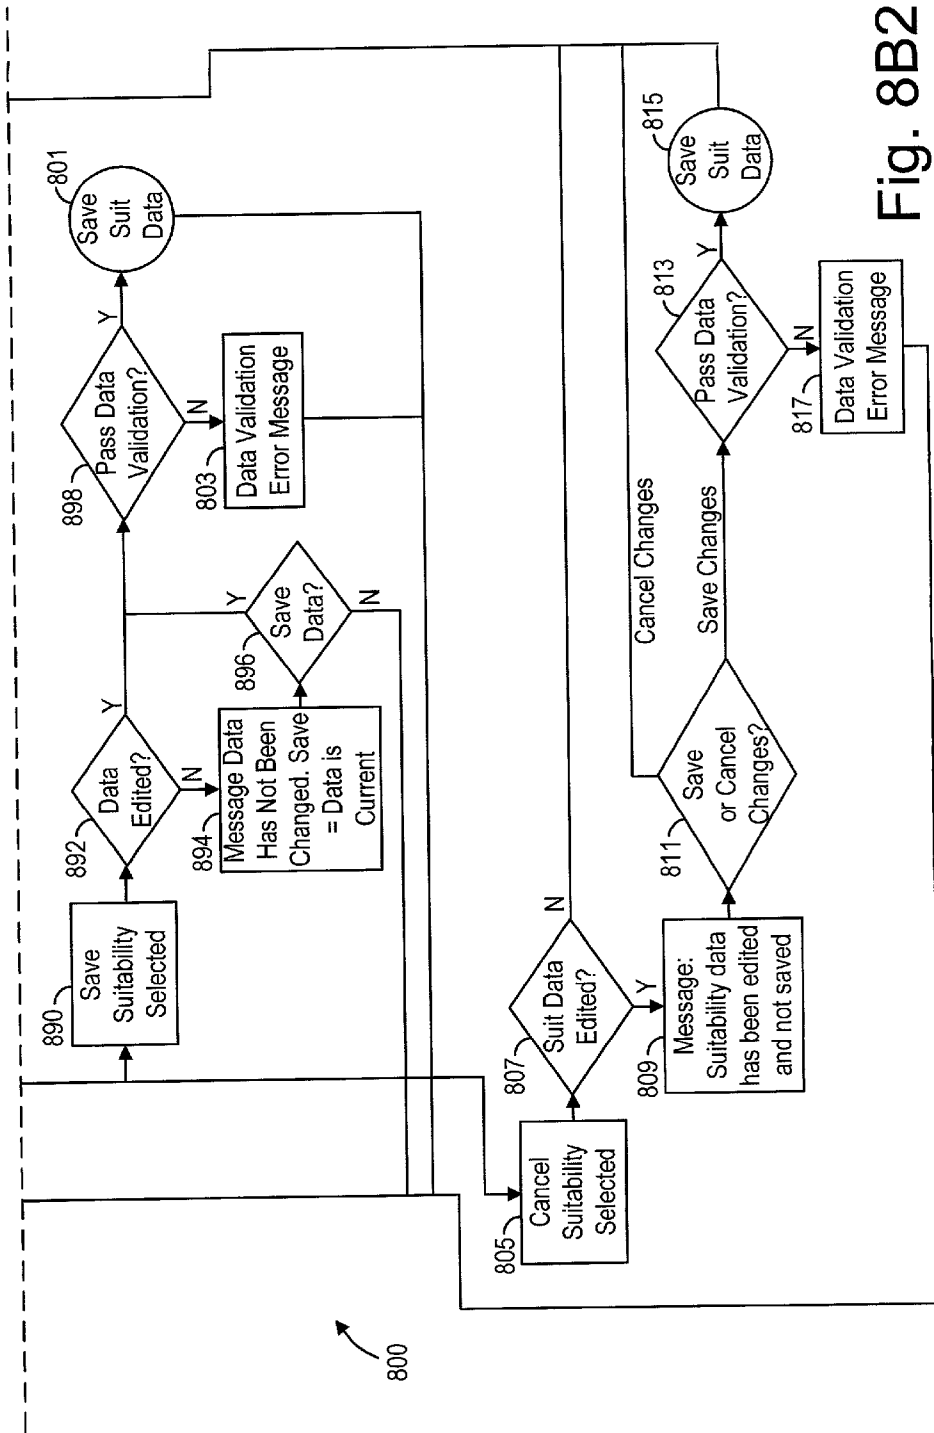 890
Save
Suitability
Selected
892
Data
Edited?
Y
N
894
Message Data
Has Not Been
Changed. Save
= Data is
Current
896
Save
Data?
Y
N
898
Pass Data
Validation?
Y
N
801
Save
Suit
Data
803
Data Validation
Error Message
805
Cancel
Suitability
Selected
807
Suit Data
Edited?
N
Y
809
Message:
Suitability data
has been edited
and not saved
811
Save
or Cancel
Changes?
Cancel Changes
Save Changes
813
Pass Data
Validation?
Y
N
815
Save
Suit
Data
817
Data Validation
Error Message
800
Fig. 8B2